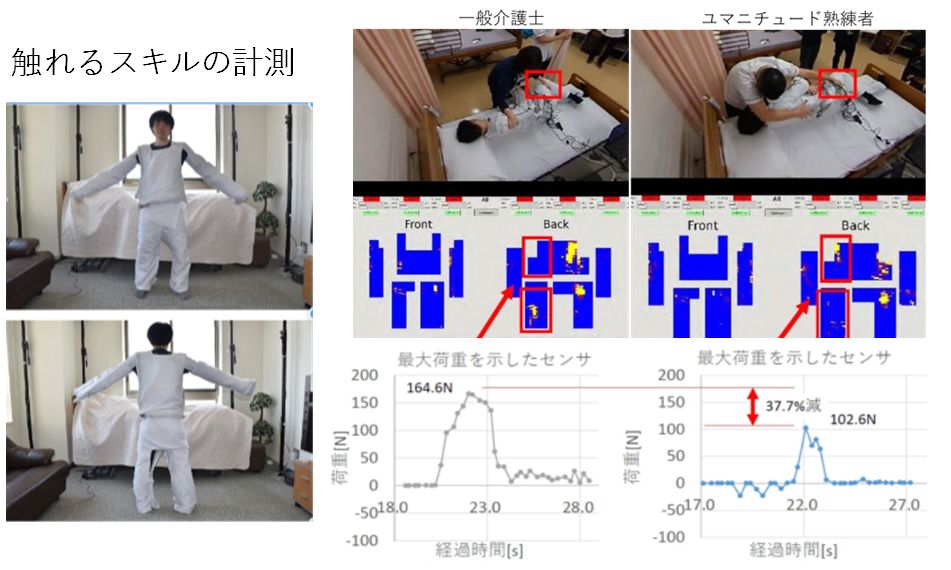 触れるスキルの計測
一般介護士
ユマニチュード熟練者
All
Front
Back
All
Front
Back
最大荷重を示したセンサ
200
150
100
50
0
-50
-100
164.6N
荷重[N]
18.0
23.0
28.0
経過時間[s]
最大荷重を示したセンサ
200
150
100
50
0
-50
-100
37.7%減
102.6N
荷重[N]
17.0
22.0
27.0
経過時間[s]